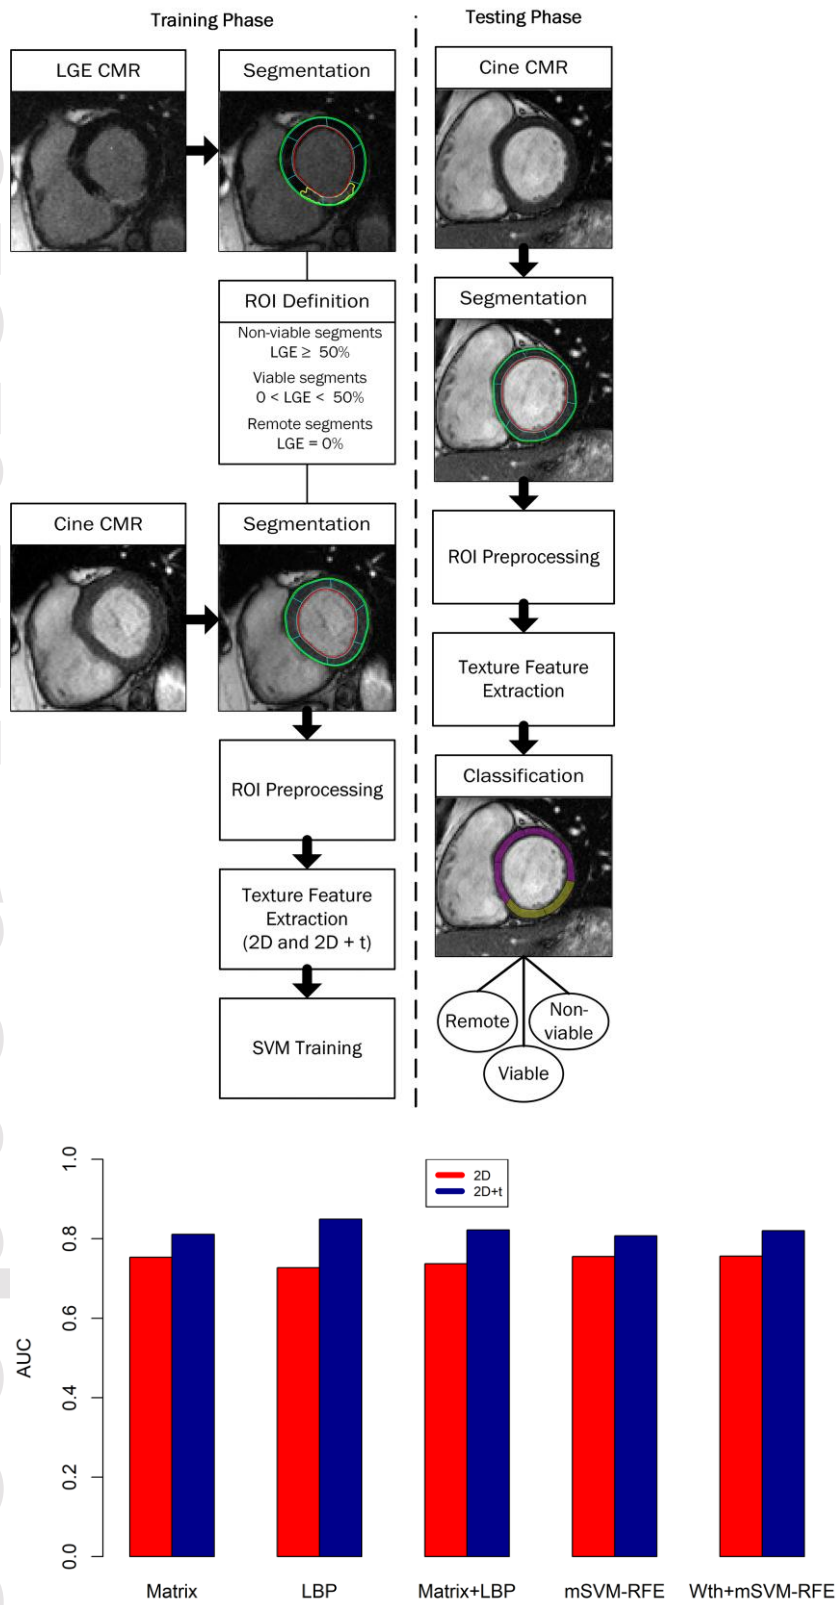 Training Phase
LGE CMR
Segmentation
ROI Definition
Non-viable segments
LGE ≥ 50%
Viable segments
0 < LGE < 50%
Remote segments
LGE = 0%
Cine CMR
Segmentation
ROI Preprocessing
Texture Feature
Extraction
(2D and 2D + t)
SVM Training
Testing Phase
Cine CMR
Segmentation
ROI Preprocessing
Texture Feature
Extraction
Classification
Remote
Non-
viable
Viable
2D
2D+t
AUC
1.0
0.8
0.6
0.4
0.2
0.0
Matrix
LBP
Matrix+LBP
mSVM-RFE
Wth+mSVM-RFE